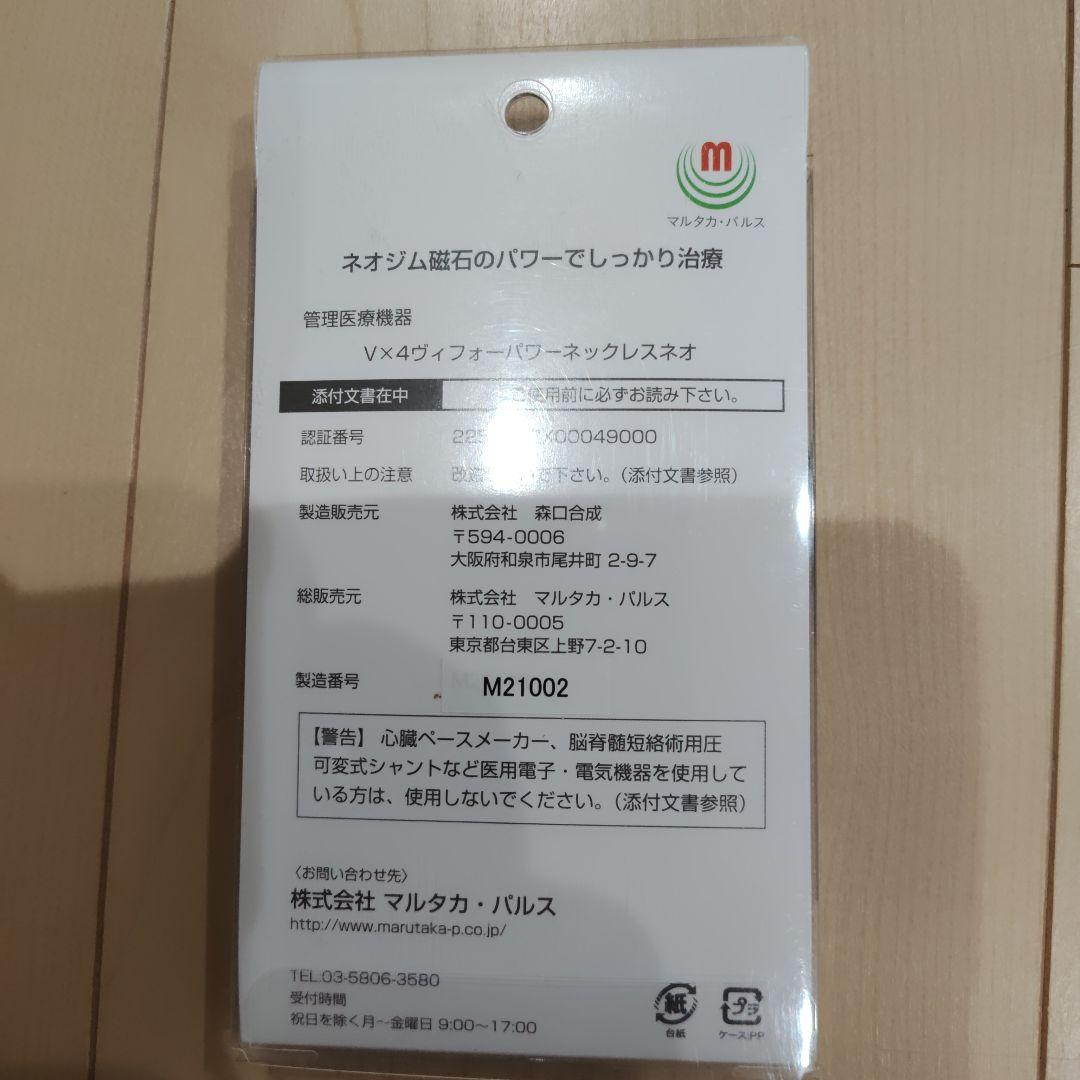 m
マルタカ・パルス
ネオジム磁石のパワーでしっかり治療
管理医療機器
V×4ヴィフォーパワーネックレスネオ
添付文書在中 使用前に必ずお読み下さい。
認証番号 00049000
取扱い上の注意 下さい。（添付文書参照）
製造販売元 株式会社 森口合成
〒594-0006
大阪府和泉市尾井町 2-9-7
総販売元 株式会社 マルタカ・パルス
〒110-0005
東京都台東区上野7-2-10
製造番号 M21002
【警告】 心臓ペースメーカー、脳脊髄短絡術用圧
可変式シャントなど医用電子・電気機器を使用して
いる方は、使用しないでください。（添付文書参照）
〈お問い合わせ先〉
株式会社 マルタカ・パルス
http://www.marutaka-p.co.jp/
TEL.03-5806-3580
受付時間
祝日を除く月～金曜日 9:00～17:00
紙
台紙
プラ
ケース:PP